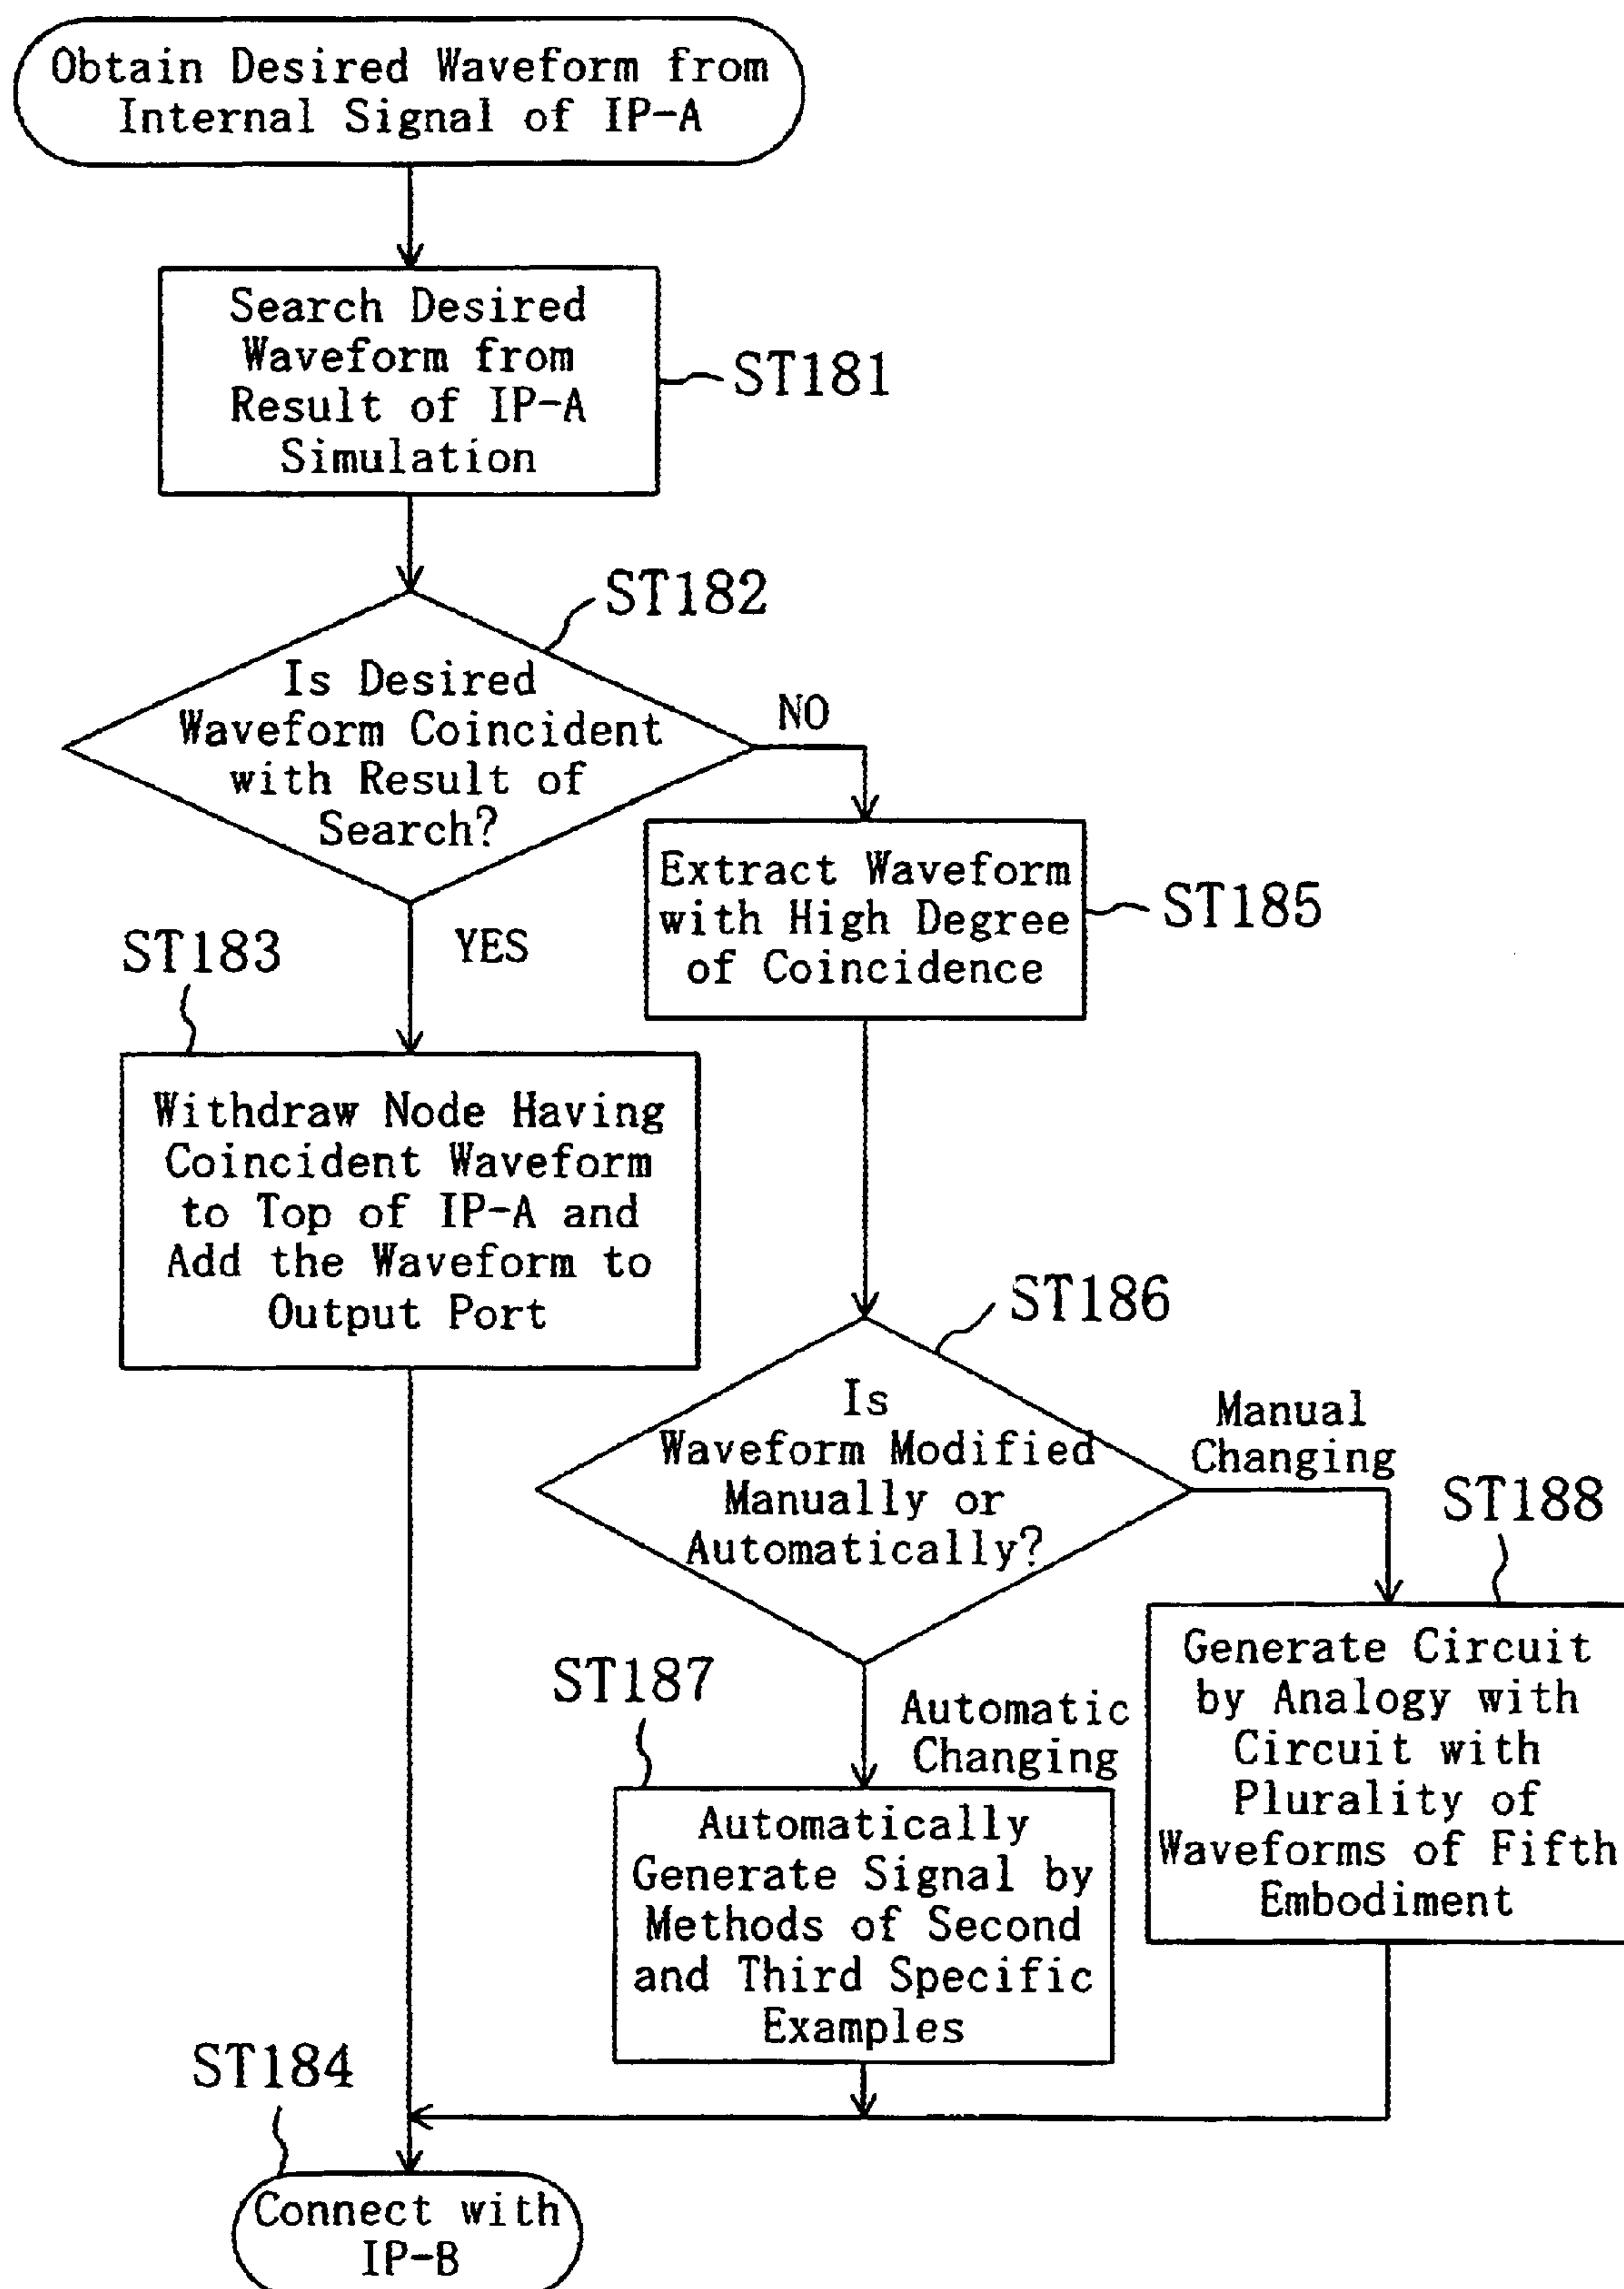 Obtain Desired Waveform from
Internal Signal of IP-A
Search Desired
Waveform from
Result of IP-A
Simulation
ST181
ST182
Is Desired
Waveform Coincident
with Result of
Search?
NO
YES
Extract Waveform
with High Degree
of Coincidence
ST185
ST183
Withdraw Node Having
Coincident Waveform
to Top of IP-A and
Add the Waveform to
Output Port
ST186
Is
Waveform Modified
Manually or
Automatically?
Manual
Changing
ST188
Generate Circuit
by Analogy with
Circuit with
Plurality of
Waveforms of Fifth
Embodiment
ST187
Automatic
Changing
Automatically
Generate Signal by
Methods of Second
and Third Specific
Examples
ST184
Connect with
IP-B